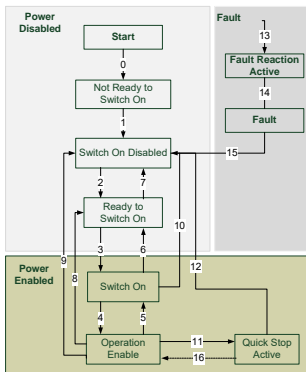 Power
Disabled
Start
Fault
13
Fault Reaction
Active
0
14
Not Ready to
Switch On
Fault
1
Switch On Disabled
15
2
7
Ready to
Switch On
10
9
8
3
6
12
Power
Enabled
Switch On
4
5
11
Operation
Enable
16
Quick Stop
Active